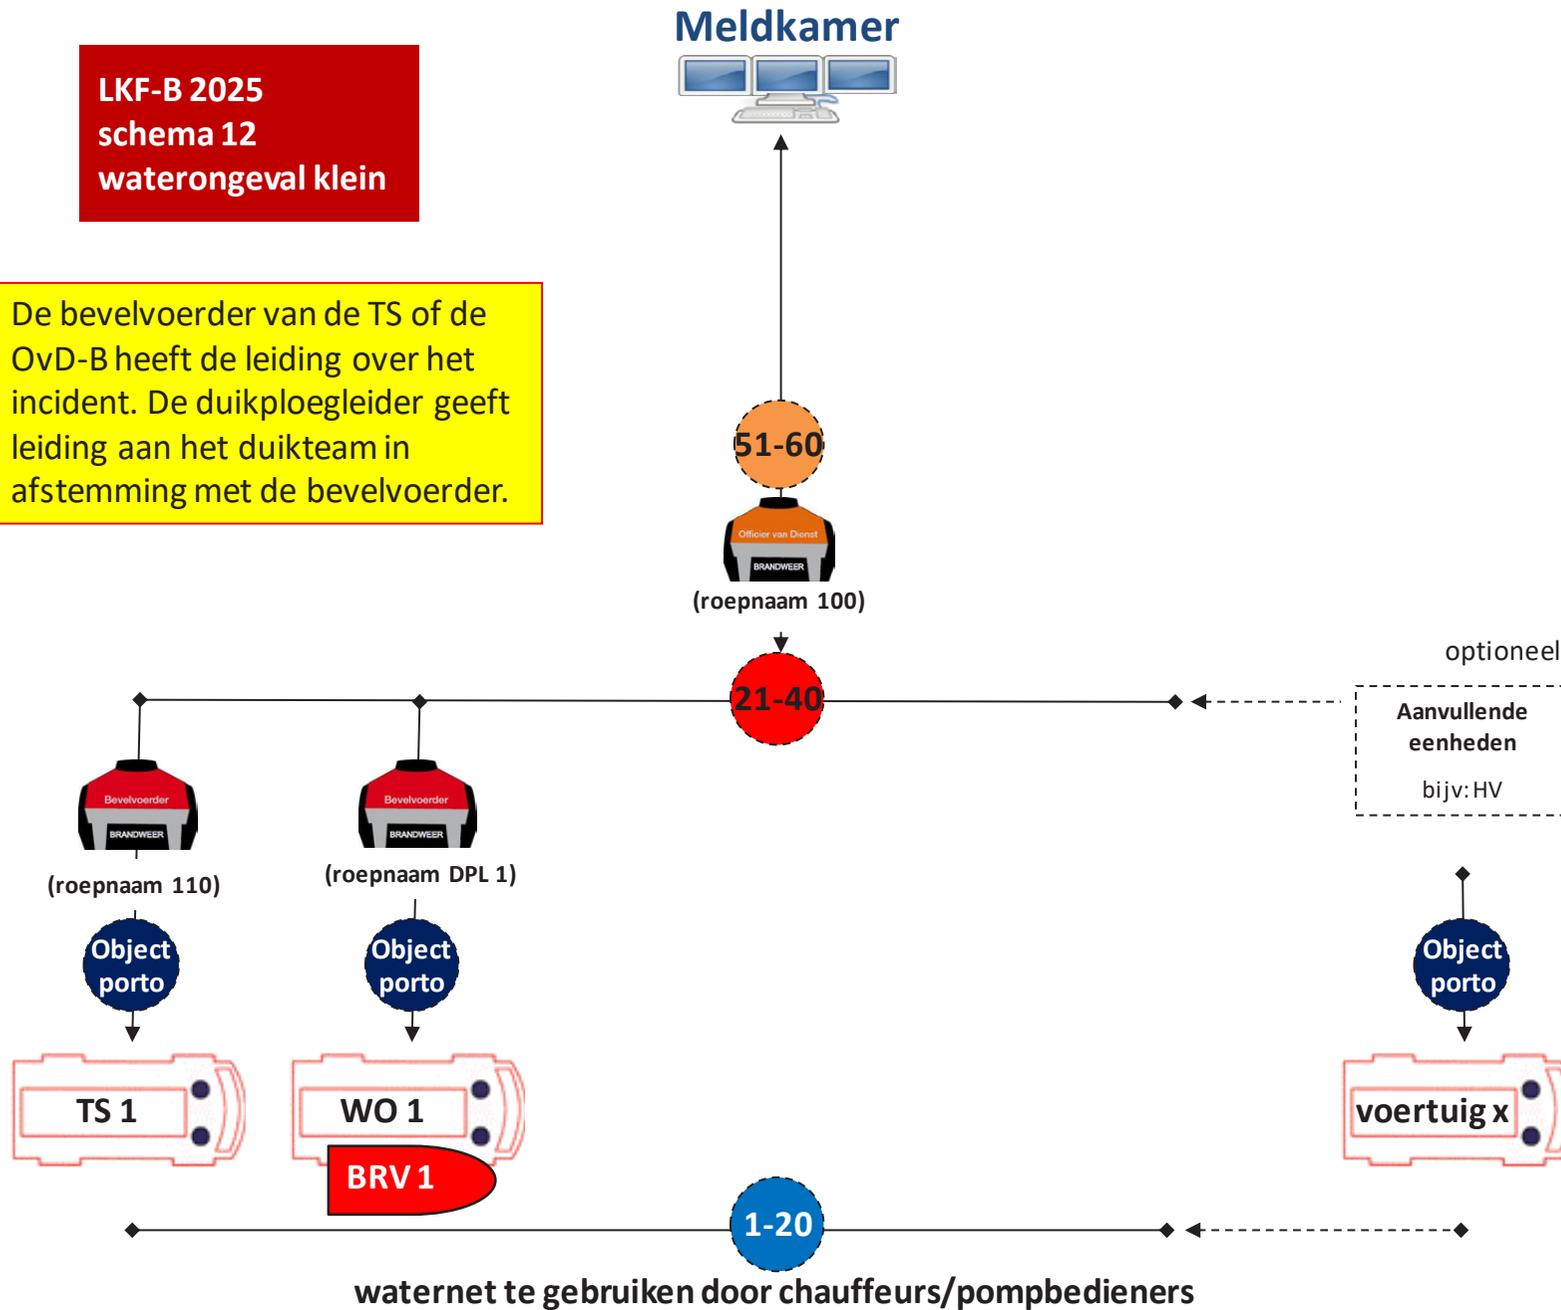 Meldkamer
LKF-B 2025
schema 12
waterongeval klein
De bevelvoerder van de TS of de
OvD-B heeft de leiding over het
incident. De duikploegleider geeft
leiding aan het duikteam in
afstemming met de bevelvoerder.
51-60
Officier van Dienst
BRANDWEER
(roepnaam 100)
optioneel
21-40
Aanvullende
eenheden
bijv: HV
Bevelvoerder
BRANDWEER
(roepnaam 110)
Bevelvoerder
BRANDWEER
(roepnaam DPL 1)
Object
porto
Object
porto
Object
porto
TS 1
WO 1
voertuig x
BRV 1
1-20
waternet te gebruiken door chauffeurs/pompbedieners